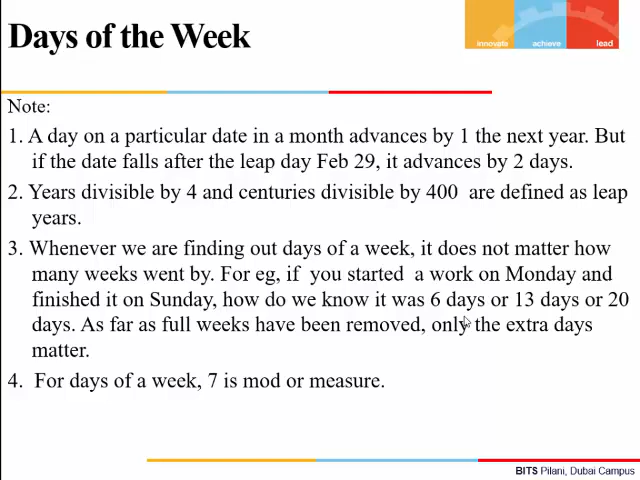 Days of the Week
innovate achieve lead
Note:
1. A day on a particular date in a month advances by 1 the next year. But
if the date falls after the leap day Feb 29, it advances by 2 days.
2. Years divisible by 4 and centuries divisible by 400 are defined as leap
years.
3. Whenever we are finding out days of a week, it does not matter how
many weeks went by. For eg, if you started a work on Monday and
finished it on Sunday, how do we know it was 6 days or 13 days or 20
days. As far as full weeks have been removed, only the extra days
matter.
4. For days of a week, 7 is mod or measure.
BITS Pilani, Dubai Campus